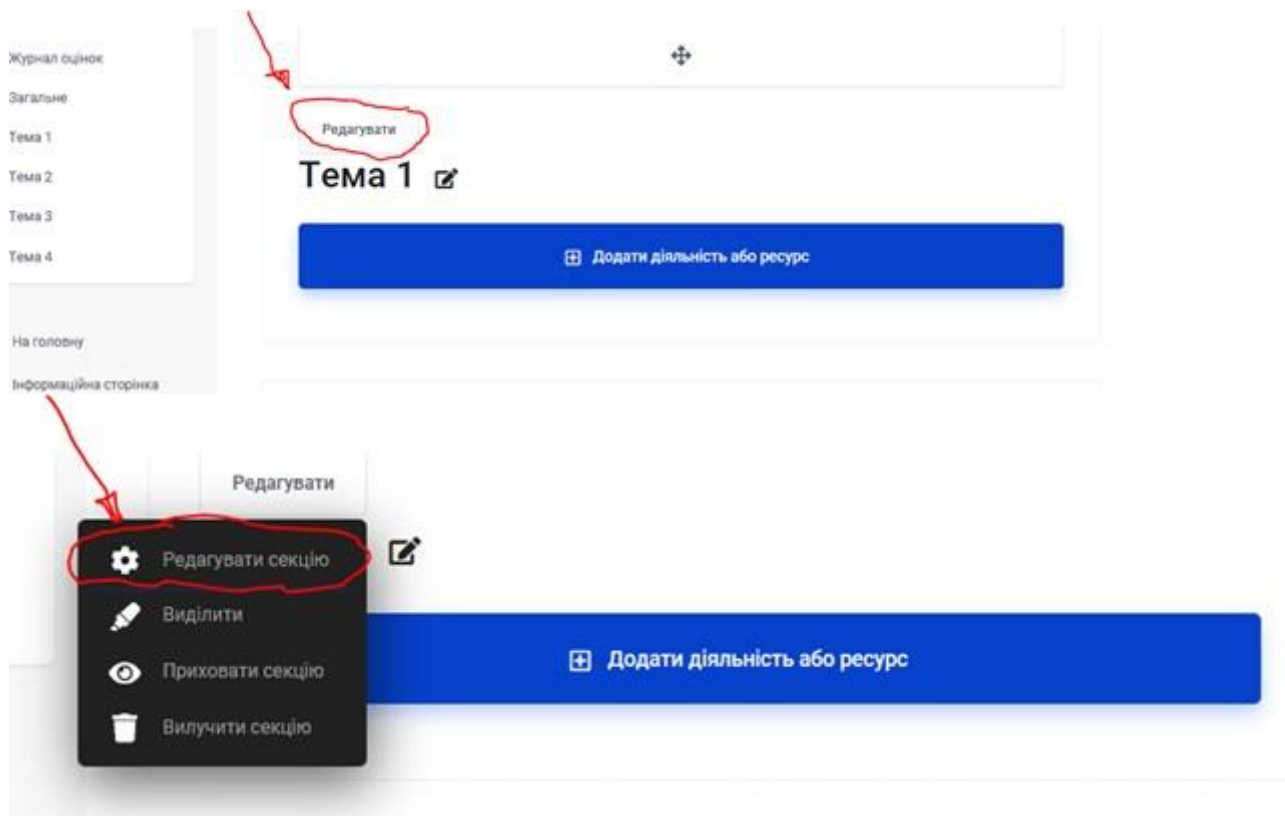 Журнал оцінок
Загальне
Тема 1
Тема 2
Тема 3
Тема 4
На головну
Інформаційна сторінка
Редагувати
Тема 1
Додати діяльність або ресурс
Редагувати
Редагувати секцію
Виділити
Приховати секцію
Вилучити секцію
Додати діяльність або ресурс